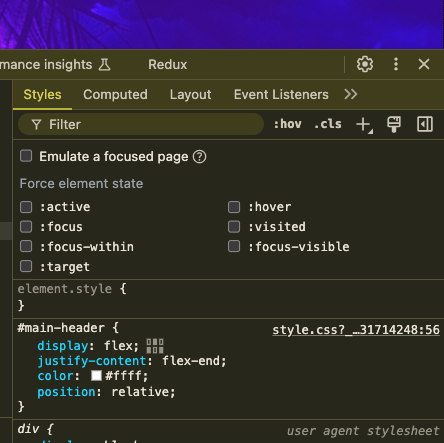 mance insights Redux
Styles Computed Layout Event Listeners
Filter :hov .cls
Emulate a focused page
Force element state
:active :hover
:focus :visited
:focus-within :focus-visible
:target
element.style {
}
#main-header { style.css?_…31714248:56
display: flex;
justify-content: flex-end;
color: #ffff;
position: relative;
}
div { user agent stylesheet